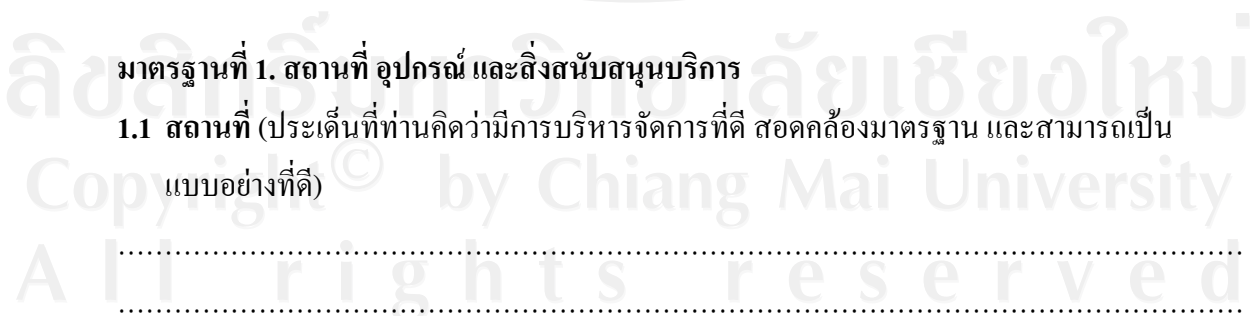 มาตรฐานที่ 1. สถานที่ อุปกรณ์ และสิ่งสนับสนุนบริการ
1.1 สถานที่ (ประเด็นที่ท่านคิดว่ามีการบริหารจัดการที่ดี สอดคล้องมาตรฐาน และสามารถเป็น
แบบอย่างที่ดี)
ลิขสิทธิ์มหาวิทยาลัยเชียงใหม่
Copyright© by Chiang Mai University
All rights reserved